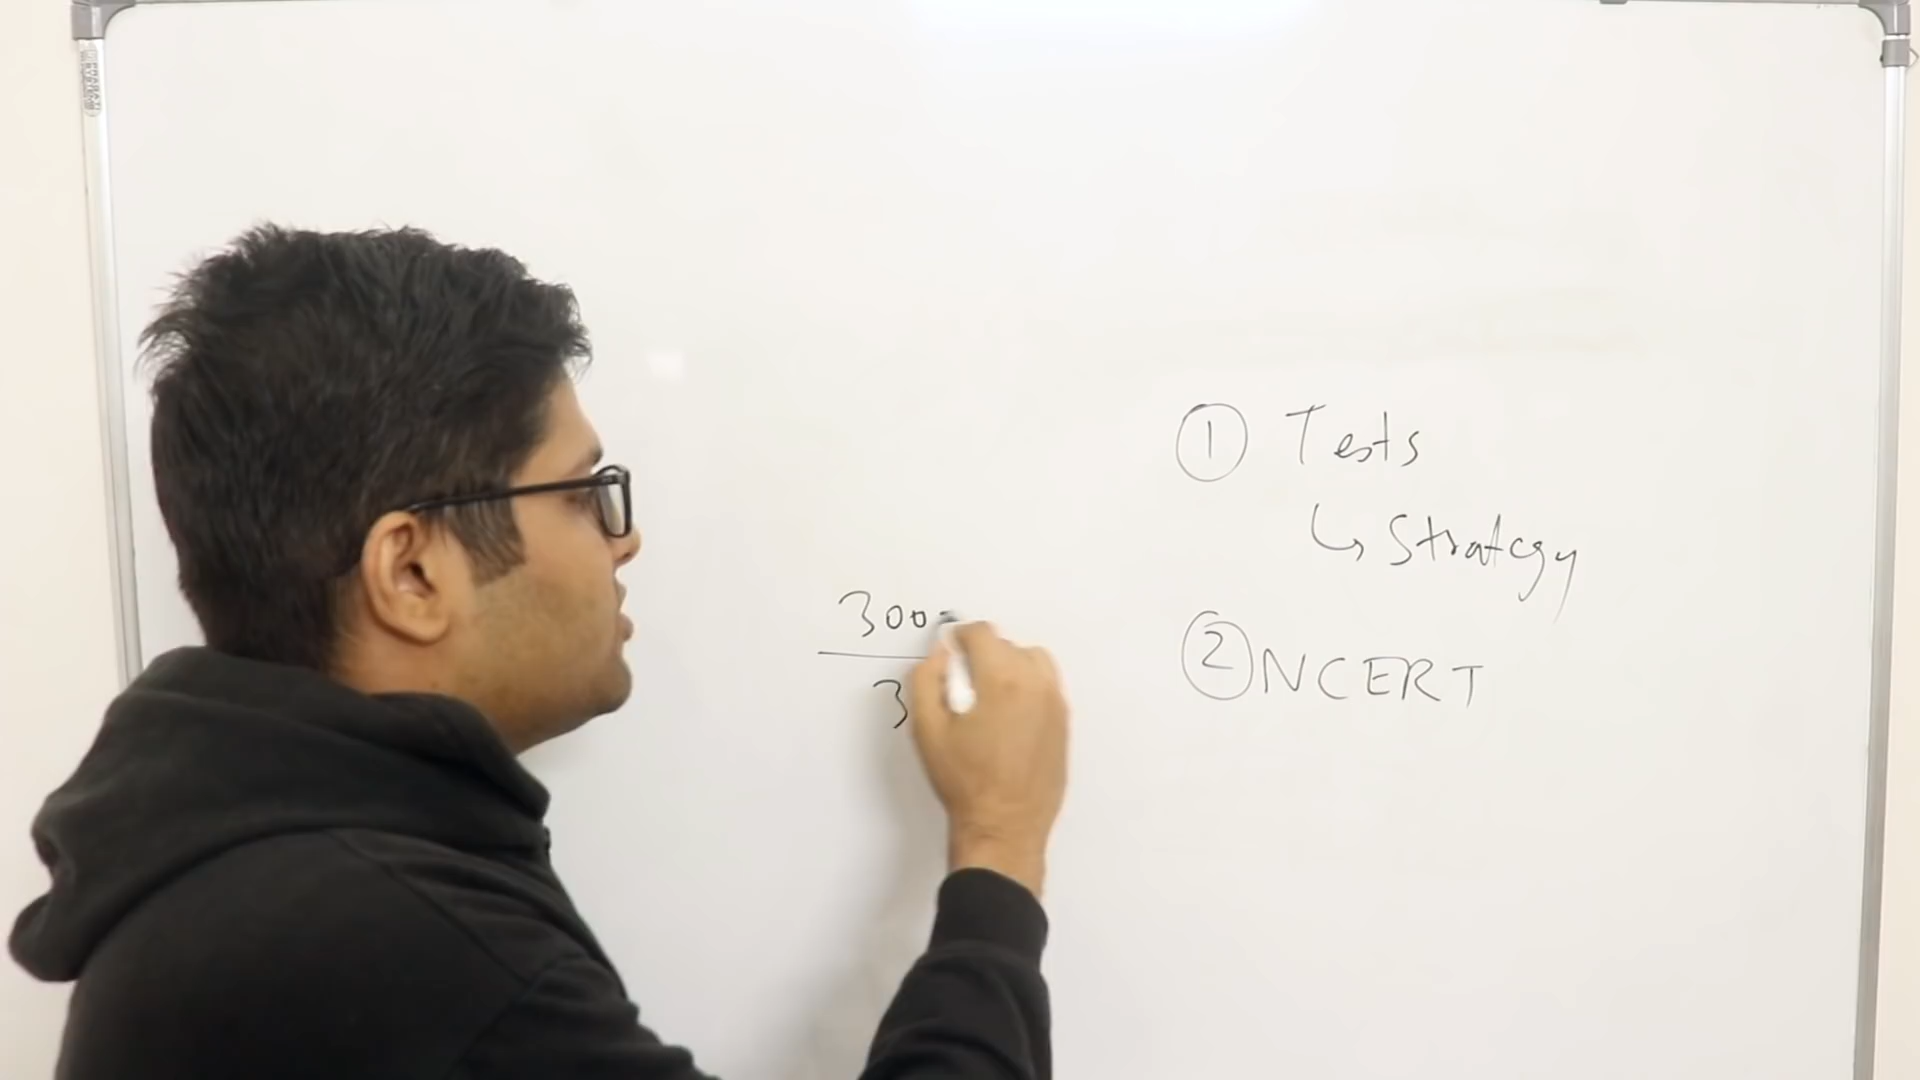 ① Tests
↳ Strategy
② NCERT
300
3